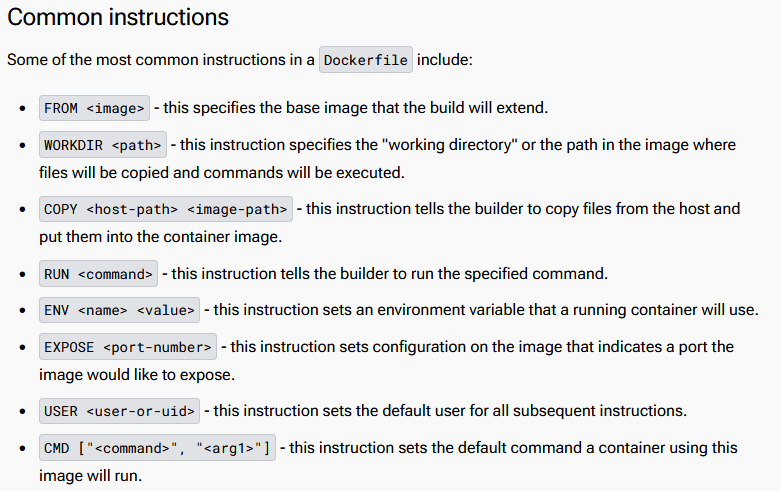 Common instructions
Some of the most common instructions in a Dockerfile include:
• FROM <image> - this specifies the base image that the build will extend.
• WORKDIR <path> - this instruction specifies the "working directory" or the path in the image where
files will be copied and commands will be executed.
• COPY <host-path> <image-path> - this instruction tells the builder to copy files from the host and
put them into the container image.
• RUN <command> - this instruction tells the builder to run the specified command.
• ENV <name> <value> - this instruction sets an environment variable that a running container will use.
• EXPOSE <port-number> - this instruction sets configuration on the image that indicates a port the
image would like to expose.
• USER <user-or-uid> - this instruction sets the default user for all subsequent instructions.
• CMD ["<command>", "<arg1>"] - this instruction sets the default command a container using this
image will run.